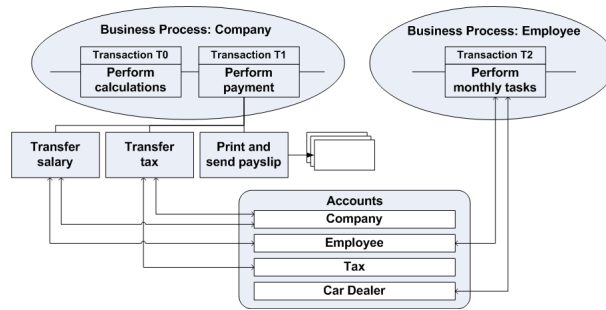 Business Process: Company
Transaction T0
Perform
calculations
Transaction T1
Perform
payment
Business Process: Employee
Transaction T2
Perform
monthly tasks
Transfer
salary
Transfer
tax
Print and
send payslip
Accounts
Company
Employee
Tax
Car Dealer